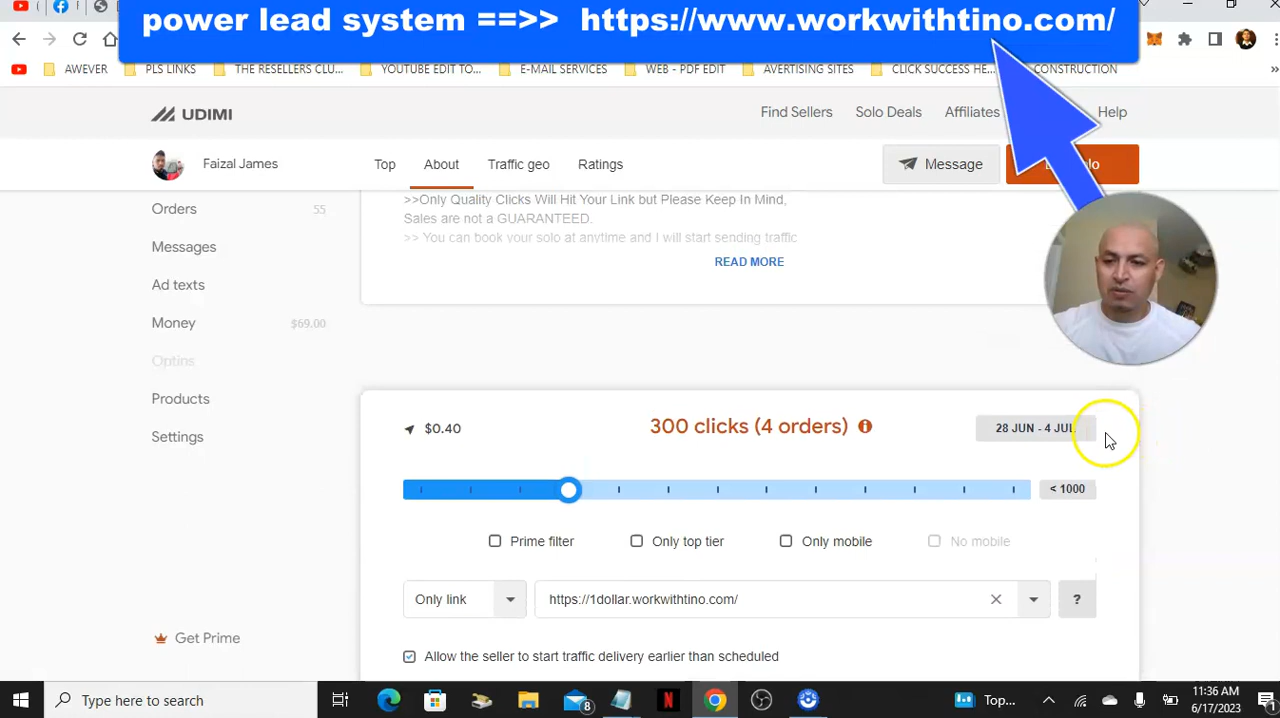 power lead system ==>> https://www.workwithtino.com/
AWEVER
PLS LINKS
THE RESELLERS CLU...
YOUTUBE EDIT TO...
E-MAIL SERVICES
WEB - PDF EDIT
AVERTISING SITES
CLICK SUCCESS HE...
CONSTRUCTION
UDIMI
Find Sellers
Solo Deals
Affiliates
Help
Faizal James
Top
About
Traffic geo
Ratings
Message
Orders 55
Messages
Ad texts
Money $69.00
Optins
Products
Settings
Get Prime
>>Only Quality Clicks Will Hit Your Link but Please Keep In Mind,
Sales are not a GUARANTEED.
>> You can book your solo at anytime and I will start sending traffic
READ MORE
$0.40
300 clicks (4 orders)
28 JUN - 4 JUL
< 1000
Prime filter
Only top tier
Only mobile
No mobile
Only link
https://1dollar.workwithtino.com/
?
Allow the seller to start traffic delivery earlier than scheduled
Type here to search
8
Top...
11:36 AM
6/17/2023
1